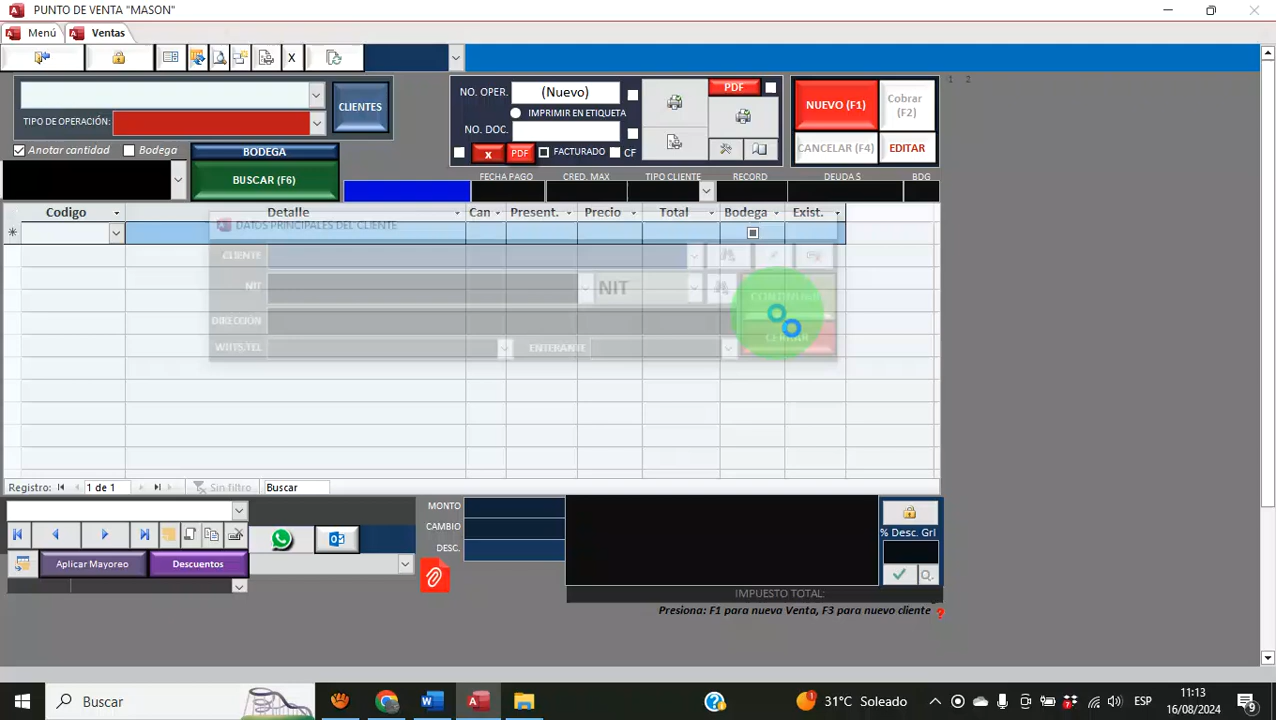 PUNTO DE VENTA "MASON"
Menú
Ventas
X
TIPO DE OPERACIÓN:
CLIENTES
NO. OPER.
(Nuevo)
IMPRIMIR EN ETIQUETA
NO. DOC.
X
PDF
FACTURADO
CF
PDF
NUEVO (F1)
Cobrar
(F2)
CANCELAR (F4)
EDITAR
1 2
Anotar cantidad
Bodega
BODEGA
BUSCAR (F6)
FECHA PAGO
CRED. MAX
TIPO CLIENTE
RECORD
DEUDA $
BDG
Codigo
Detalle
Can
Present.
Precio
Total
Bodega
Exist.
DATOS PRINCIPALES DEL CLIENTE
CLIENTE
NIT
NIT
CONTINUAR
DIRECCIÓN
CERRAR
WTTS/TEL
ENTERANTE
Registro:
1 de 1
Sin filtro
Buscar
MONTO
CAMBIO
DESC.
% Desc. Grl
Aplicar Mayoreo
Descuentos
IMPUESTO TOTAL:
Presiona: F1 para nueva Venta, F3 para nuevo cliente
?
Buscar
31°C Soleado
ESP
11:13
16/08/2024